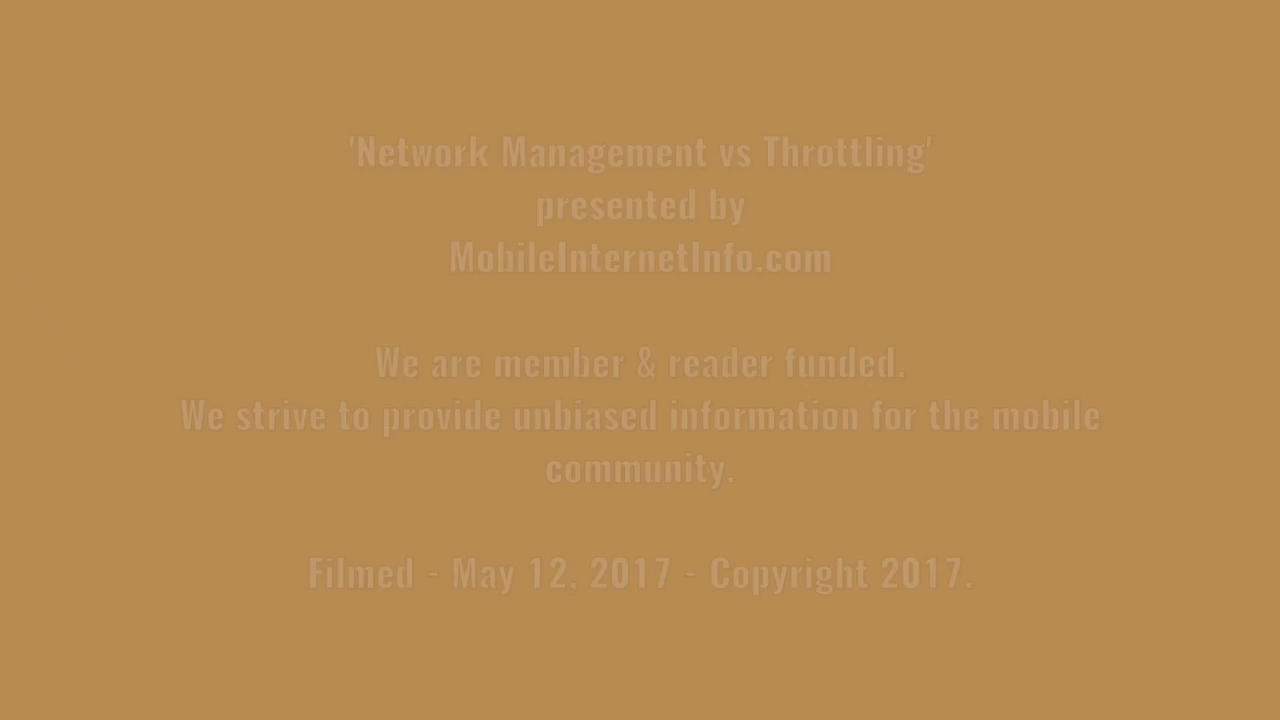 'Network Management vs Throttling'
presented by
MobileInternetInfo.com
We are member & reader funded.
We strive to provide unbiased information for the mobile
community.
Filmed - May 12, 2017 - Copyright 2017.